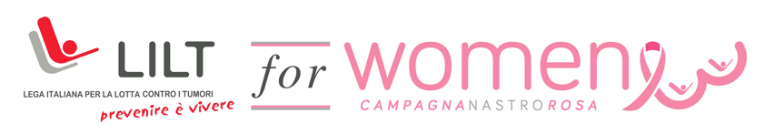 LILT
LEGA ITALIANA PER LA LOTTA CONTRO I TUMORI
prevenire è vivere
for
women
CAMPAGNANASTROROSA